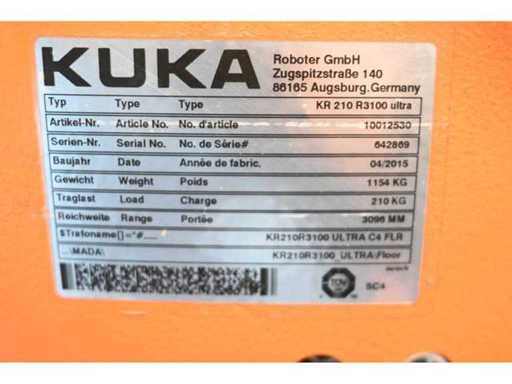 KUKA
Roboter GmbH
Zugspitzstraße 140
86165 Augsburg.Germany
Typ Type Type KR 210 R3100 ultra
Artikel-Nr. Article No. No. d'article 10012530
Serien-Nr. Serial No. No. de Série# 642869
Baujahr Date Année de fabric. 04/2015
Gewicht Weight Poids 1154 KG
Traglast Load Charge 210 KG
Reichweite Range Portée 3096 MM
$Trafoname[]="#..... KR210R3100 ULTRA C4 FLR
...\MADA\ KR210R3100_ULTRA\Floor
TÜV
SC4